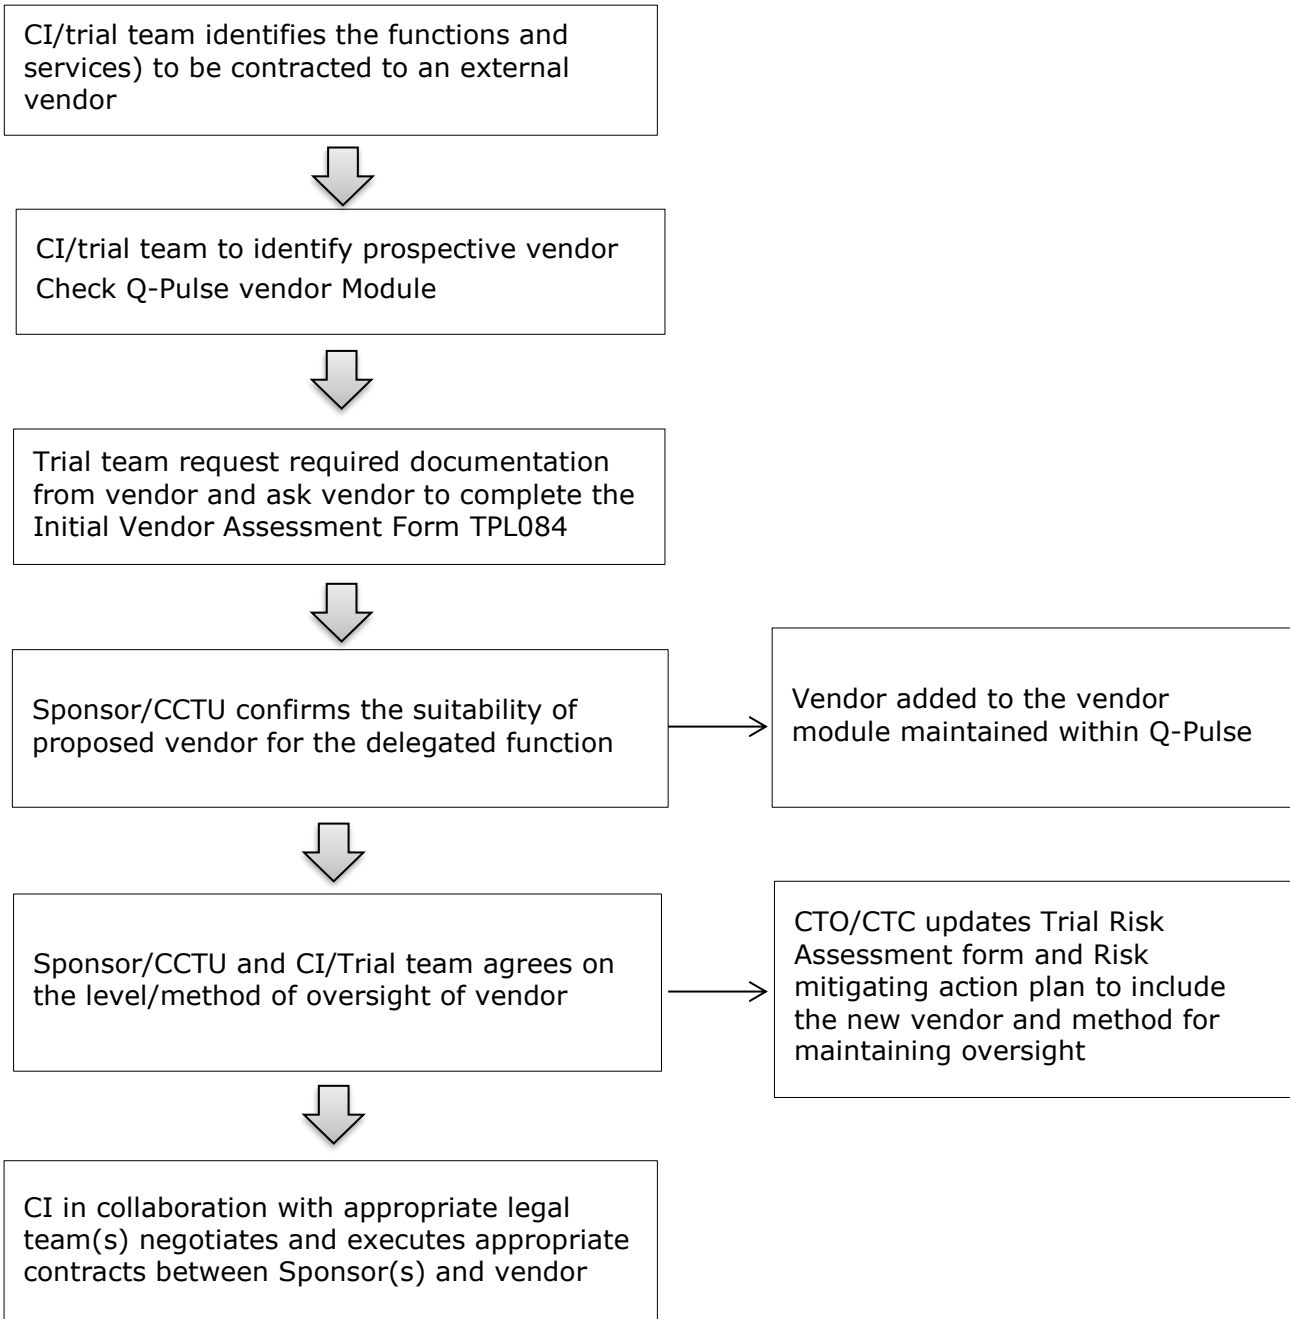 CI/trial team identifies the functions and
services) to be contracted to an external
vendor
CI/trial team to identify prospective vendor
Check Q-Pulse vendor Module
Trial team request required documentation
from vendor and ask vendor to complete the
Initial Vendor Assessment Form TPL084
Sponsor/CCTU confirms the suitability of
proposed vendor for the delegated function
Vendor added to the vendor
module maintained within Q-Pulse
Sponsor/CCTU and CI/Trial team agrees on
the level/method of oversight of vendor
CTO/CTC updates Trial Risk
Assessment form and Risk
mitigating action plan to include
the new vendor and method for
maintaining oversight
CI in collaboration with appropriate legal
team(s) negotiates and executes appropriate
contracts between Sponsor(s) and vendor